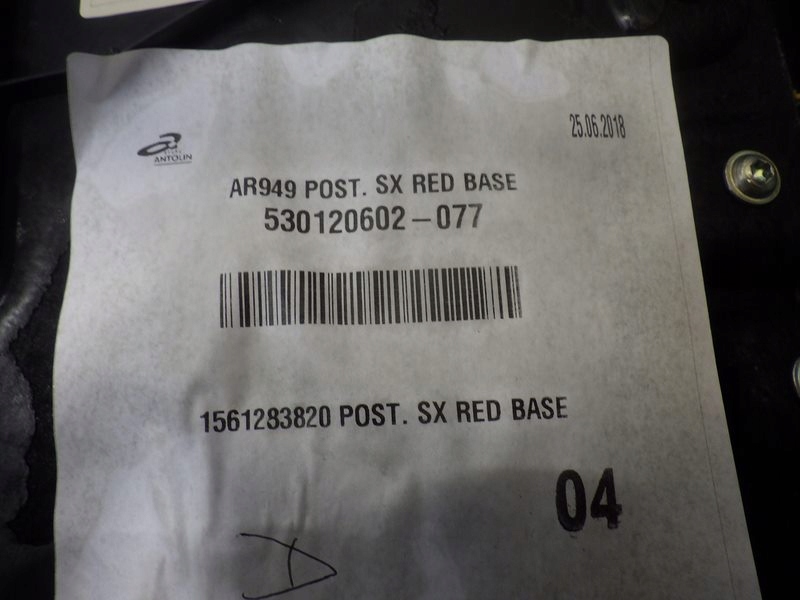 25.06.2018
ANTOLIN
AR949 POST. SX RED BASE
530120602-077
1561283820 POST. SX RED BASE
04
A